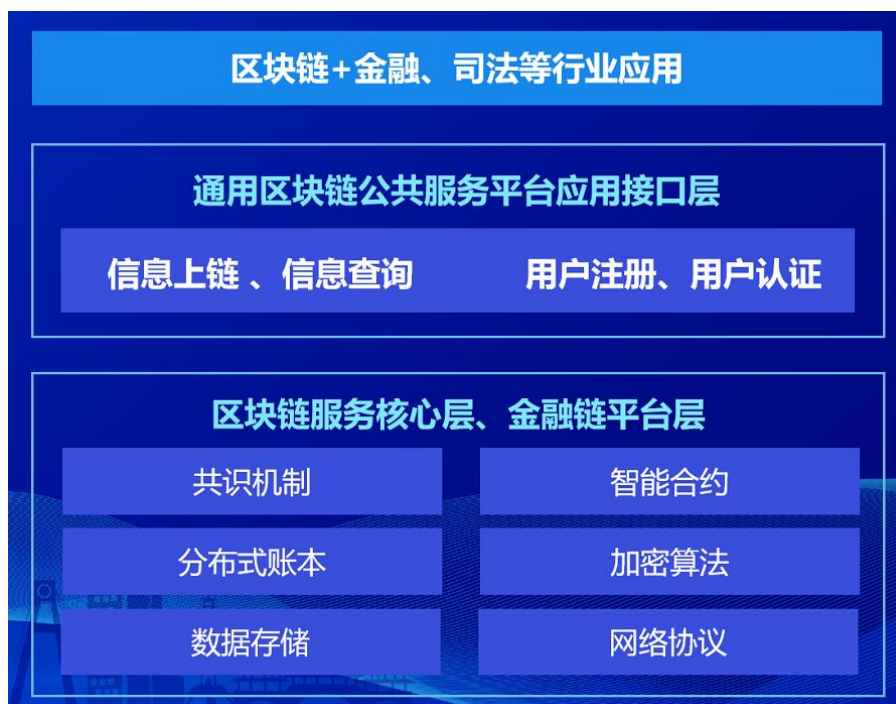 区块链+金融、司法等行业应用
通用区块链公共服务平台应用接口层
信息上链 、信息查询 用户注册、用户认证
区块链服务核心层、金融链平台层
共识机制 智能合约
分布式账本 加密算法
数据存储 网络协议